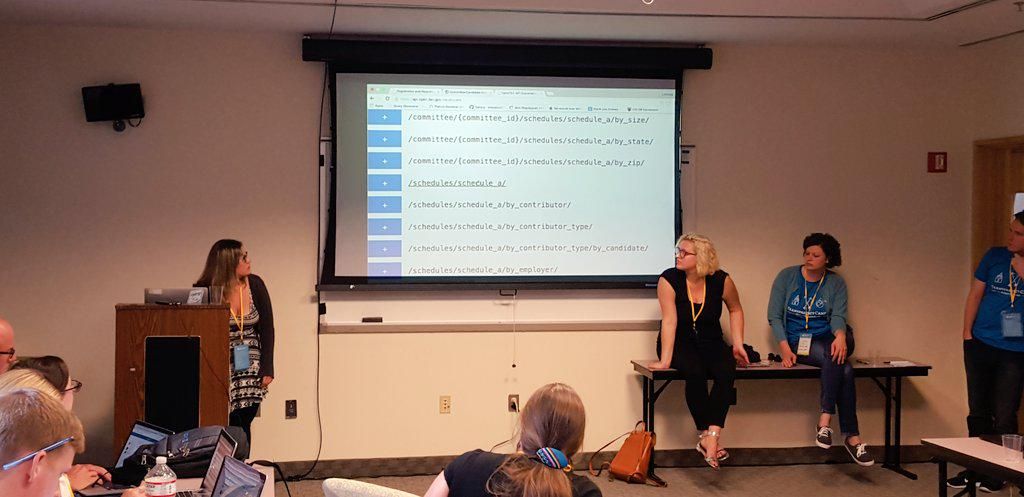 + /committee/{committee_id}/schedules/schedule_a/by_size/
+ /committee/{committee_id}/schedules/schedule_a/by_state/
+ /committee/{committee_id}/schedules/schedule_a/by_zip/
+ /schedules/schedule_a/
+ /schedules/schedule_a/by_contributor/
+ /schedules/schedule_a/by_contributor_type/
+ /schedules/schedule_a/by_contributor_type/by_candidate/
+ /schedules/schedule_a/by_employer/
TRANSPARENCYCAMP